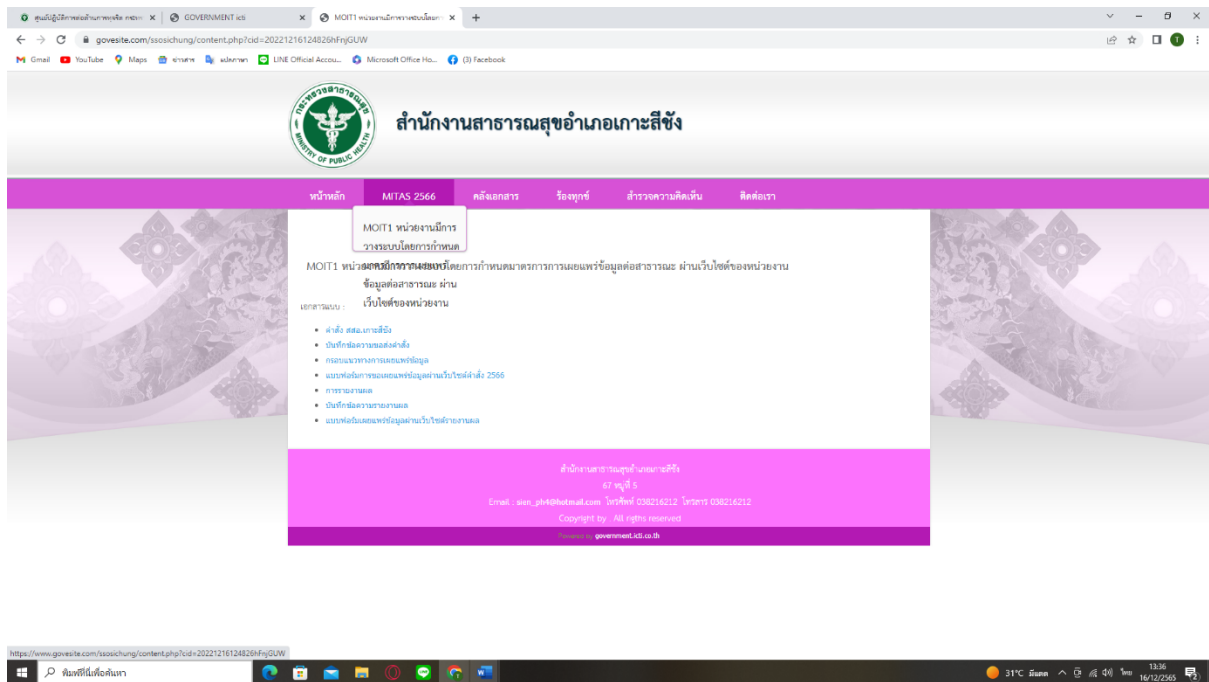 GOVERNMENT icti
govesite.com/ssosichung/content.php?cid=20221216124826hFnjGUW
Gmail
YouTube
Maps
ข่าวสาร
แปลภาษา
LINE Official Accou...
Microsoft Office Ho...
(3) Facebook
กระทรวงสาธารณสุข
MINISTRY OF PUBLIC HEALTH
สำนักงานสาธารณสุขอำเภอเกาะสีชัง
หน้าหลัก
MITAS 2566
คลังเอกสาร
ร้องทุกข์
สำรวจความคิดเห็น
ติดต่อเรา
MOIT1 หน่วยงานมีการ
วางระบบโดยการกำหนด
มาตรการการเผยแพร่
ข้อมูลต่อสาธารณะ ผ่าน
เว็บไซต์ของหน่วยงาน
MOIT1 หน่วยงานมีการวางระบบโดยการกำหนดมาตรการการเผยแพร่ข้อมูลต่อสาธารณะ ผ่านเว็บไซต์ของหน่วยงาน
เอกสารแนบ :
คำสั่ง สสอ.เกาะสีชัง
บันทึกข้อความขอส่งคำสั่ง
กรอบแนวทางการเผยแพร่ข้อมูล
แบบฟอร์มการขอเผยแพร่ข้อมูลผ่านเว็บไซต์คำสั่ง 2566
การรายงานผล
บันทึกข้อความรายงานผล
แบบฟอร์มเผยแพร่ข้อมูลผ่านเว็บไซต์รายงานผล
สำนักงานสาธารณสุขอำเภอเกาะสีชัง
67 หมู่ที่ 5
Email : sien_ph4@hotmail.com โทรศัพท์ 038216212 โทรสาร 038216212
Copyright by . All rigths reserved
Powered by government.icti.co.th
https://www.govesite.com/ssosichung/content.php?cid=20221216124826hFnjGUW
พิมพ์ที่นี่เพื่อค้นหา
31°C มีแดด
ไทย
13:36
16/12/2565